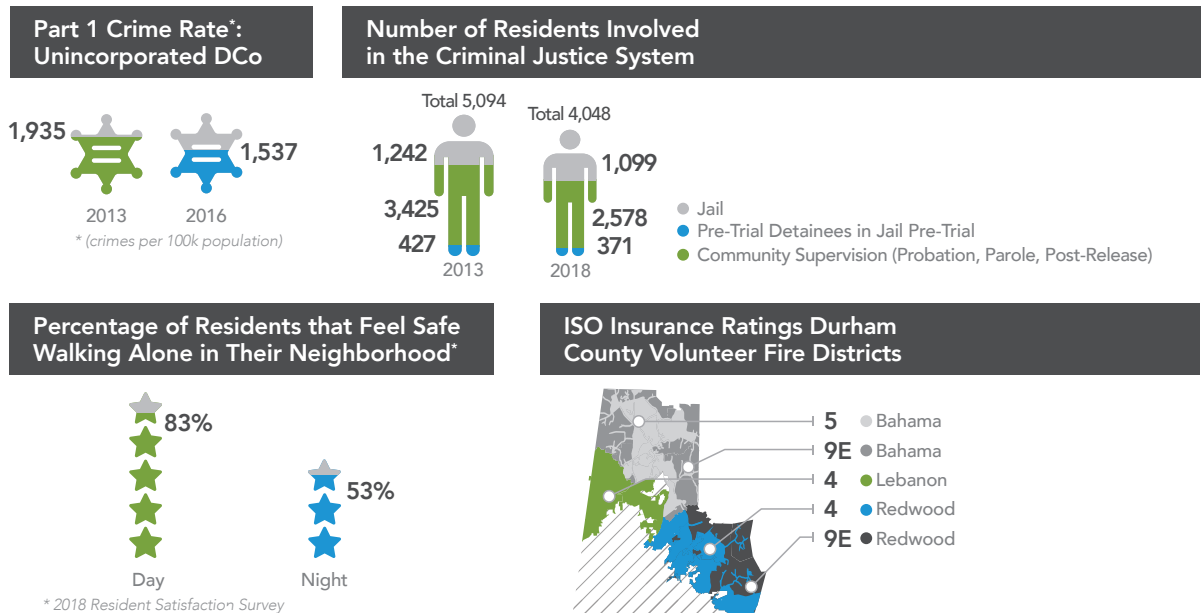 Part 1 Crime Rate*:
Unincorporated DCo
1,935
1,537
2013
2016
* (crimes per 100k population)
Number of Residents Involved
in the Criminal Justice System
Total 5,094
1,242
3,425
427
2013
Total 4,048
1,099
2,578
371
2018
Jail
Pre-Trial Detainees in Jail Pre-Trial
Community Supervision (Probation, Parole, Post-Release)
Percentage of Residents that Feel Safe
Walking Alone in Their Neighborhood*
83%
Day
53%
Night
* 2018 Resident Satisfaction Survey
ISO Insurance Ratings Durham
County Volunteer Fire Districts
5 Bahama
9E Bahama
4 Lebanon
4 Redwood
9E Redwood